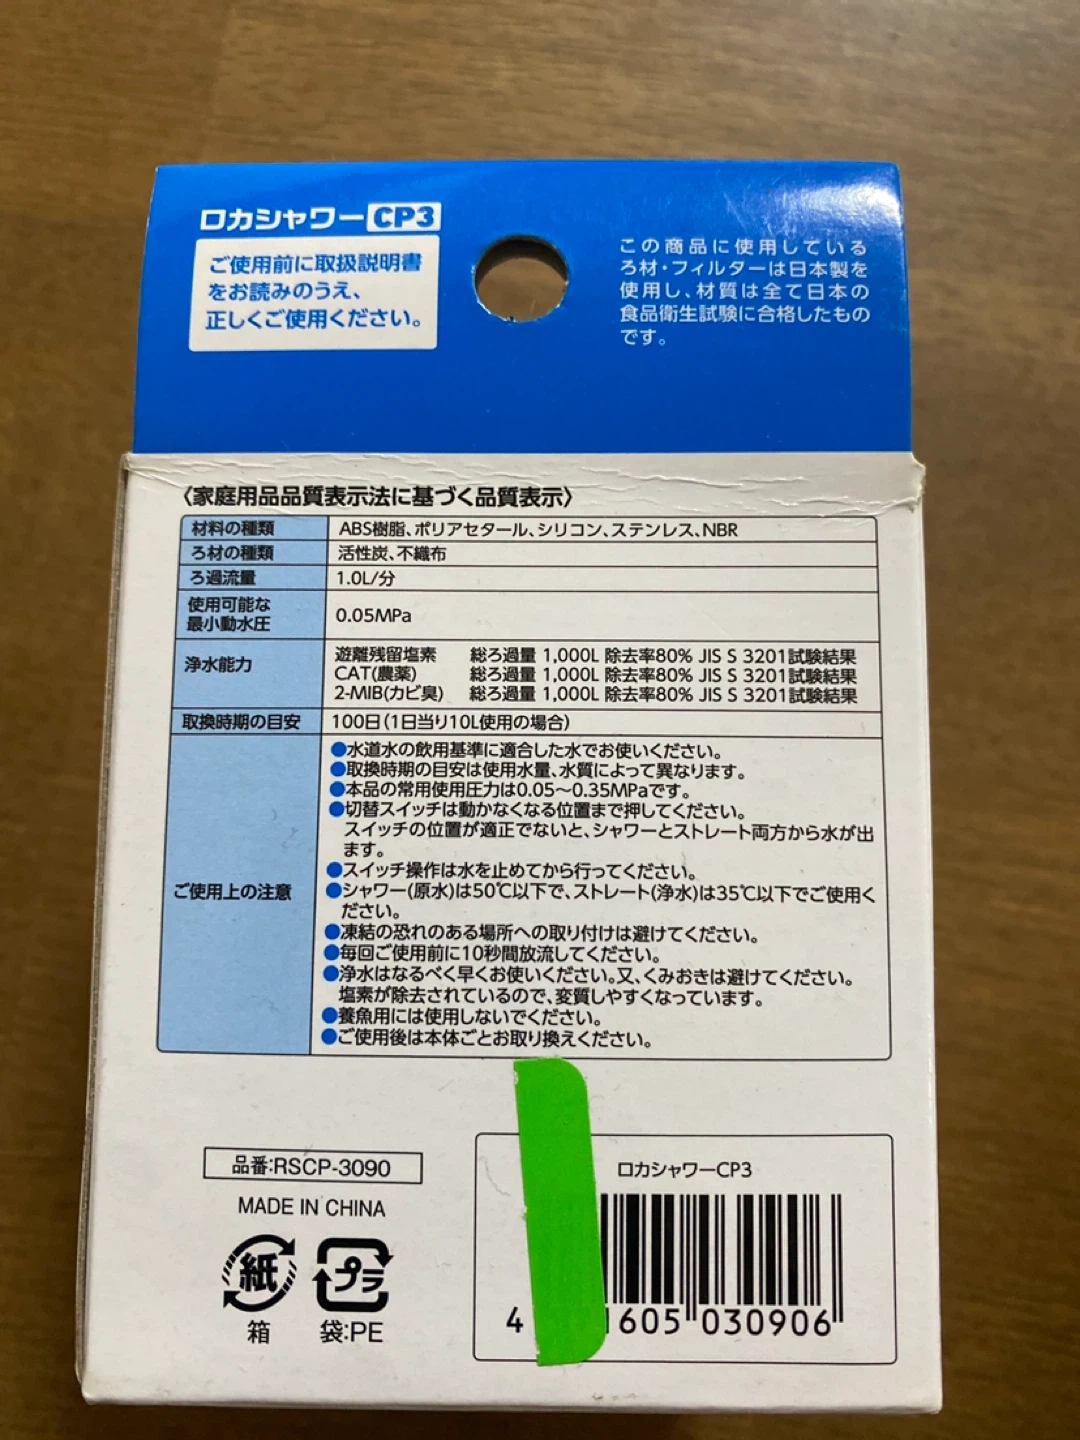 ロカシャワーCP3
ご使用前に取扱説明書
をお読みのうえ、
正しくご使用ください。
この商品に使用している
ろ材・フィルターは日本製を
使用し、材質は全て日本の
食品衛生試験に合格したもの
です。
〈家庭用品品質表示法に基づく品質表示〉
材料の種類 ABS樹脂、ポリアセタール、シリコン、ステンレス、NBR
ろ材の種類 活性炭、不織布
ろ過流量 1.0L/分
使用可能な
最小動水圧 0.05MPa
浄水能力
遊離残留塩素 総ろ過量 1,000L 除去率80% JIS S 3201試験結果
CAT(農薬) 総ろ過量 1,000L 除去率80% JIS S 3201試験結果
2-MIB(カビ臭) 総ろ過量 1,000L 除去率80% JIS S 3201試験結果
取換時期の目安 100日(1日当り10L使用の場合)
ご使用上の注意
●水道水の飲用基準に適合した水でお使いください。
●取換時期の目安は使用水量、水質によって異なります。
●本品の常用使用圧力は0.05～0.35MPaです。
●切替スイッチは動かなくなる位置まで押してください。
スイッチの位置が適正でないと、シャワーとストレート両方から水が出
ます。
●スイッチ操作は水を止めてから行ってください。
●シャワー(原水)は50℃以下で、ストレート(浄水)は35℃以下でご使用く
ださい。
●凍結の恐れのある場所への取り付けは避けてください。
●毎回ご使用前に10秒間放流してください。
●浄水はなるべく早くお使いください。又、くみおきは避けてください。
塩素が除去されているので、変質しやすくなっています。
●養魚用には使用しないでください。
●ご使用後は本体ごとお取り換えください。
品番:RSCP-3090
MADE IN CHINA
紙 プラ
箱 袋:PE
ロカシャワーCP3
4 1605 030906